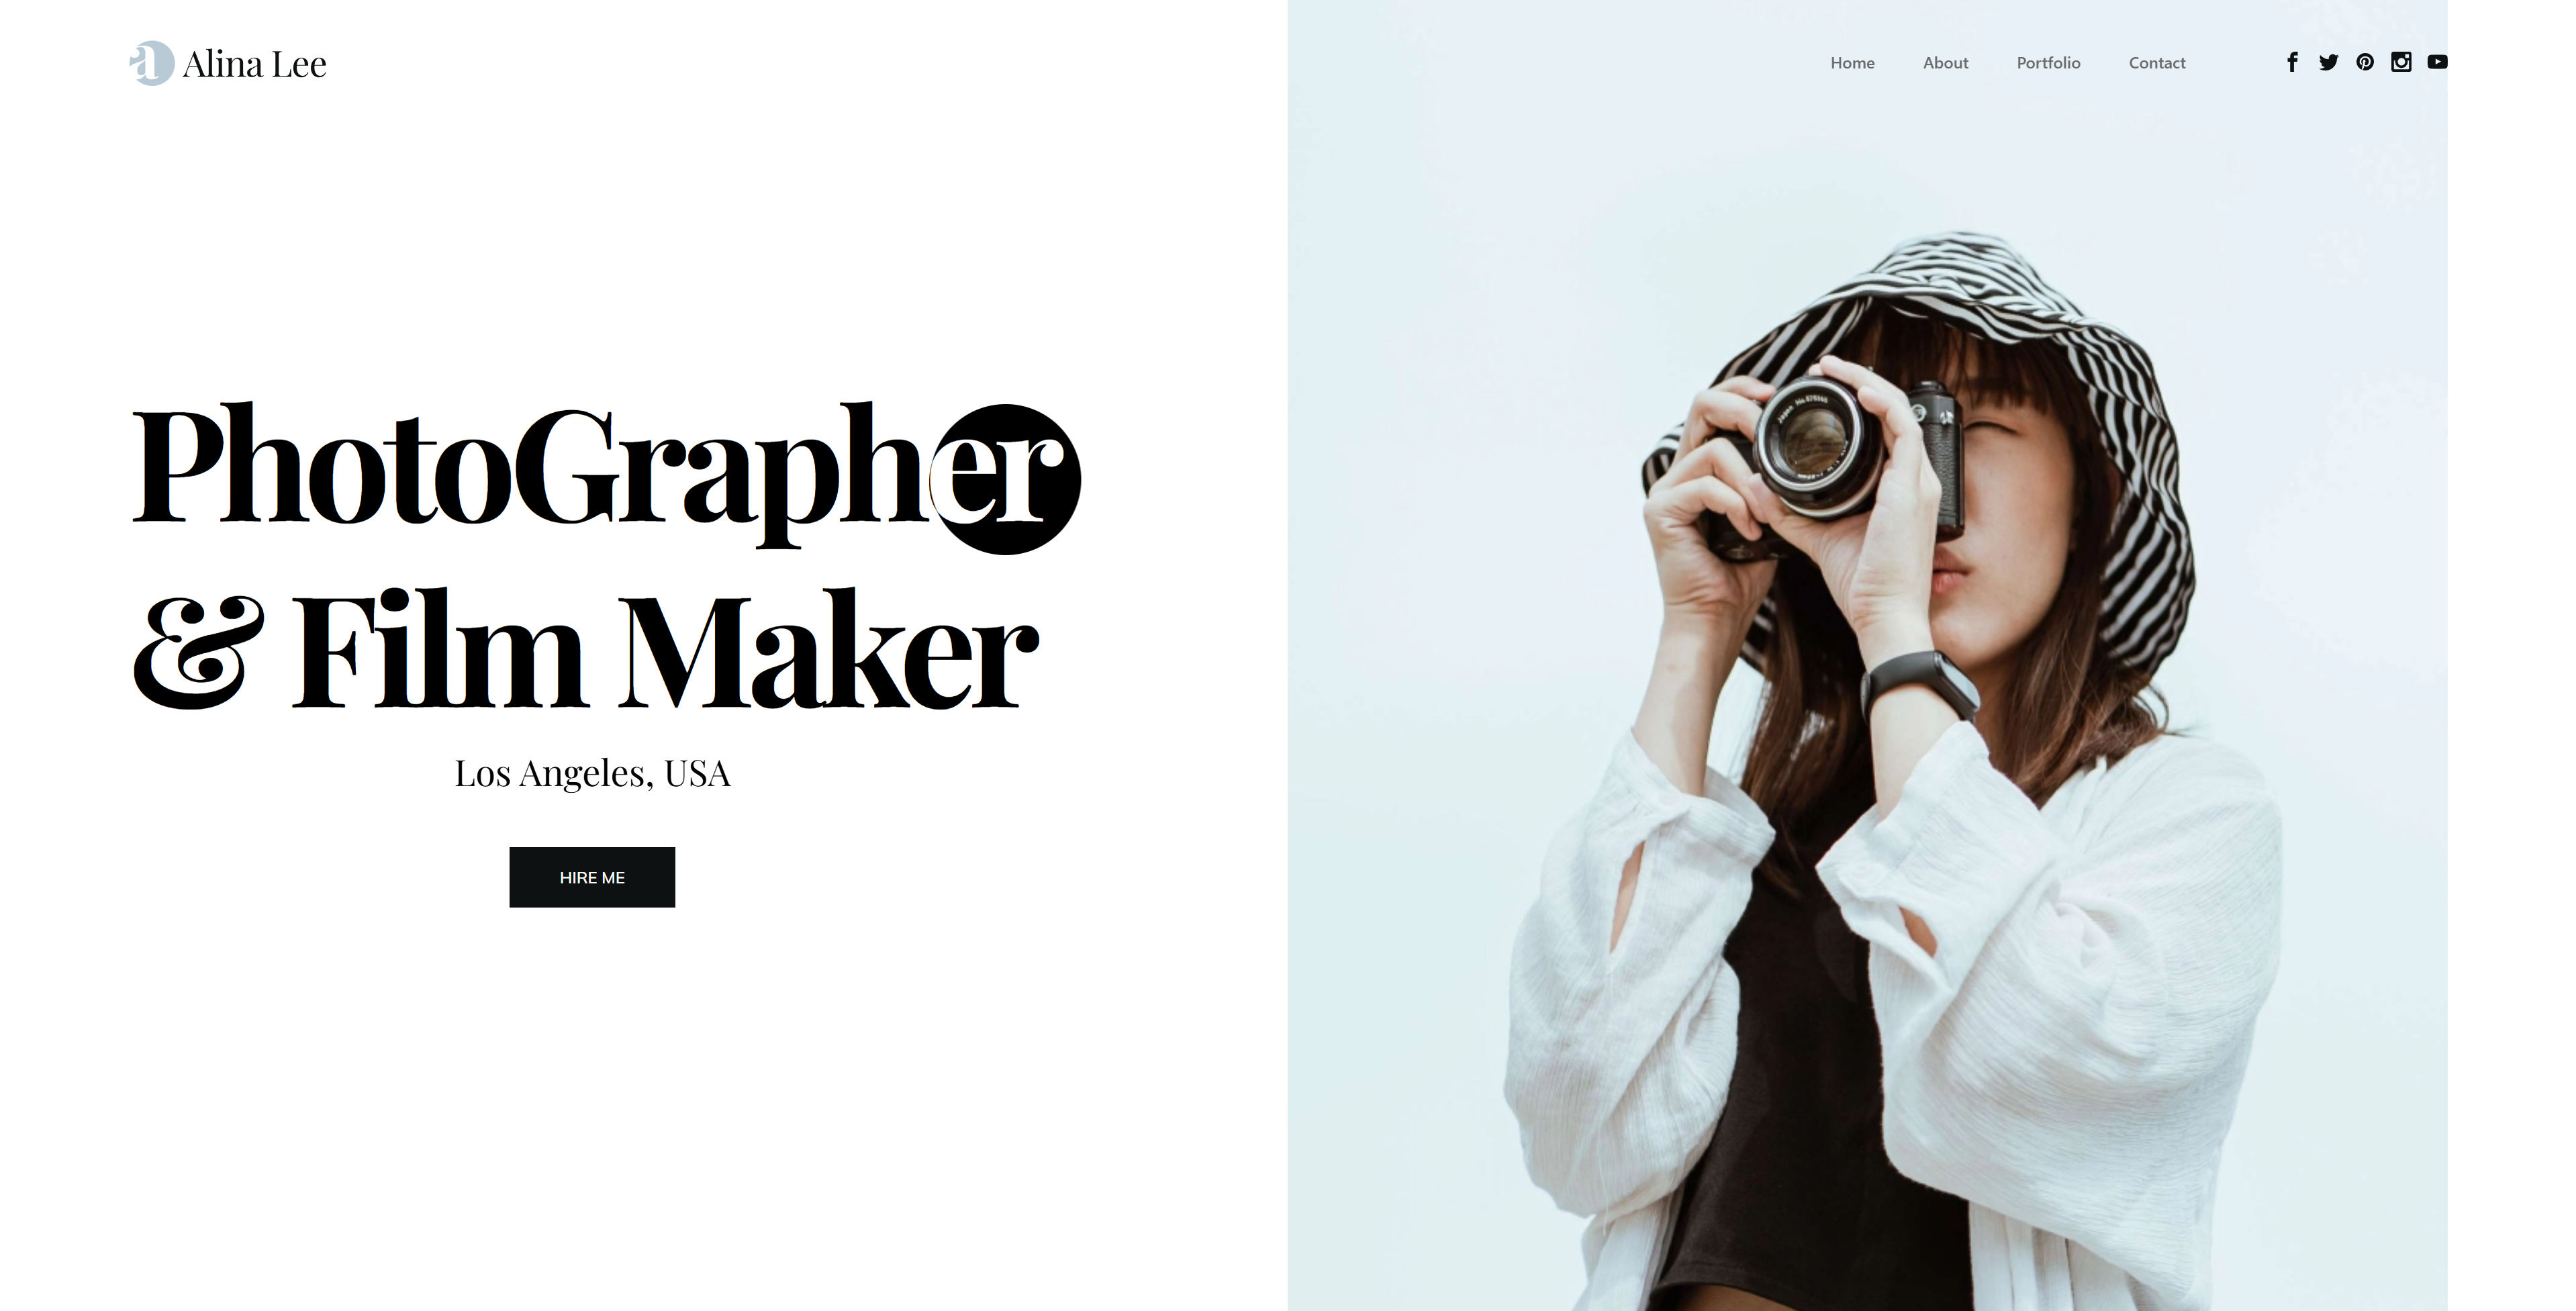 a Alina Lee
Home About Portfolio Contact
PhotoGrapher
& Film Maker
Los Angeles, USA
HIRE ME